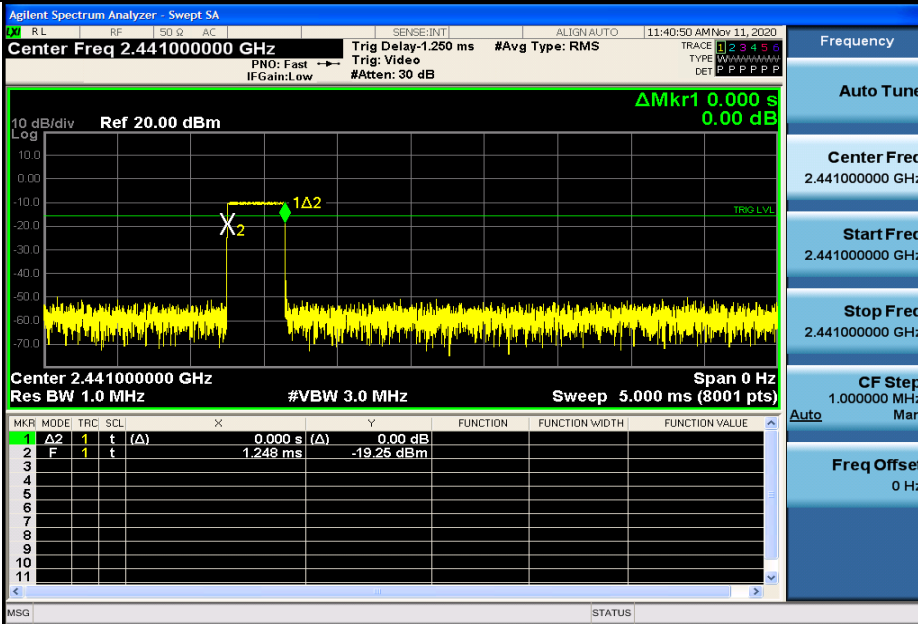 Agilent Spectrum Analyzer - Swept SA
LXI RL RF 50 Ω AC SENSE:INT ALIGN AUTO 11:40:50 AM Nov 11, 2020
Center Freq 2.441000000 GHz
PNO: Fast
IFGain:Low
Trig Delay-1.250 ms
Trig: Video
#Atten: 30 dB
#Avg Type: RMS
TRACE 1 2 3 4 5 6
TYPE WWWWWW
DET P P P P P P
ΔMkr1 0.000 s
0.00 dB
10 dB/div Ref 20.00 dBm
Log
10.0
0.00
-10.0
-20.0
-30.0
-40.0
-50.0
-60.0
-70.0
1Δ2
X2
TRIG LVL
Center 2.441000000 GHz Span 0 Hz
Res BW 1.0 MHz #VBW 3.0 MHz Sweep 5.000 ms (8001 pts)
MKR MODE TRC SCL X Y FUNCTION FUNCTION WIDTH FUNCTION VALUE
1 Δ2 1 t (Δ) 0.000 s (Δ) 0.00 dB
2 F 1 t 1.248 ms -19.25 dBm
3
4
5
6
7
8
9
10
11
MSG STATUS
Frequency
Auto Tune
Center Freq
2.441000000 GHz
Start Freq
2.441000000 GHz
Stop Freq
2.441000000 GHz
CF Step
1.000000 MHz
Auto Man
Freq Offset
0 Hz